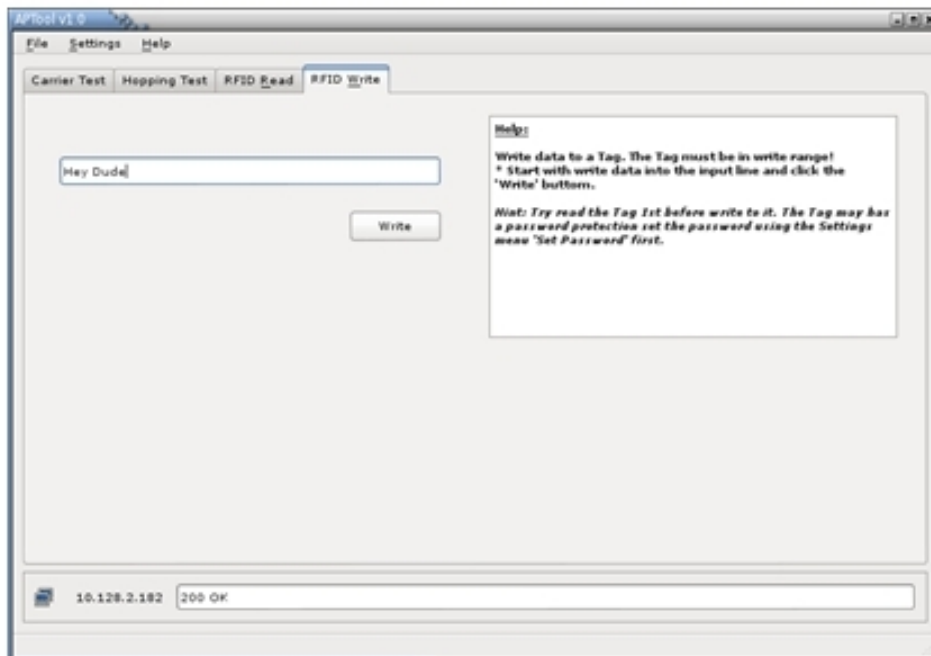 APTool v1.0
File Settings Help
Carrier Test Hopping Test RFID Read RFID Write
Hey Dude
Write
Help:
Write data to a Tag. The Tag must be in write range!
* Start with write data into the input line and click the
'Write' buttom.
Hint: Try read the Tag 1st before write to it. The Tag may has
a password protection set the password using the Settings
menu 'Set Password' first.
10.128.2.182 200 OK